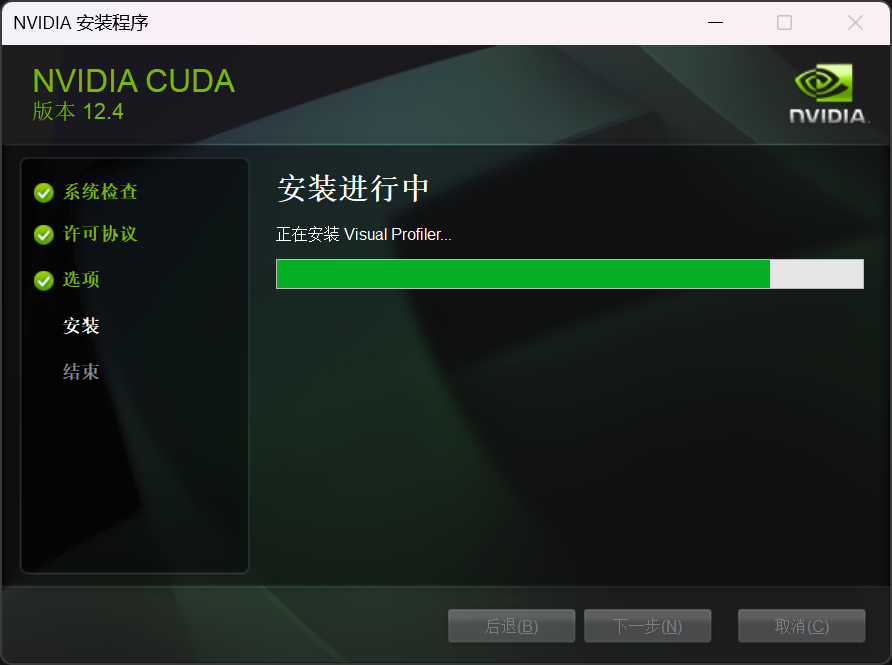 NVIDIA 安装程序
NVIDIA CUDA
版本 12.4
NVIDIA.
系统检查
许可协议
选项
安装
结束
安装进行中
正在安装 Visual Profiler...
后退(B)
下一步(N)
取消(C)